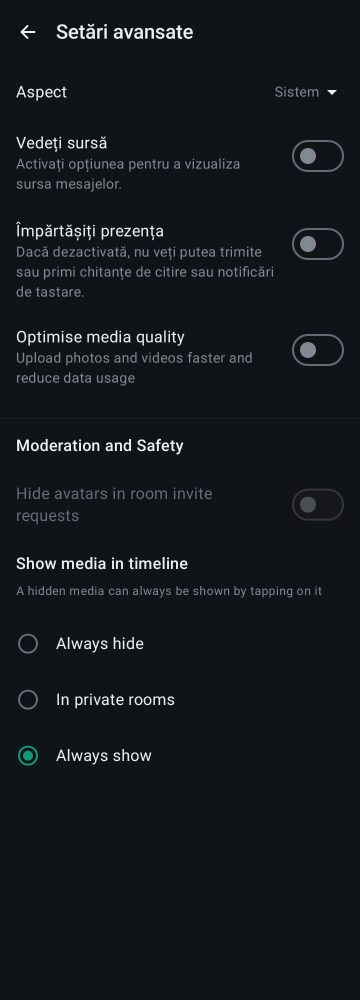 Setări avansate
Aspect
Sistem
Vedeți sursă
Activați opțiunea pentru a vizualiza
sursa mesajelor.
Împărtășiți prezența
Dacă dezactivată, nu veți putea trimite
sau primi chitanțe de citire sau notificări
de tastare.
Optimise media quality
Upload photos and videos faster and
reduce data usage
Moderation and Safety
Hide avatars in room invite
requests
Show media in timeline
A hidden media can always be shown by tapping on it
Always hide
In private rooms
Always show